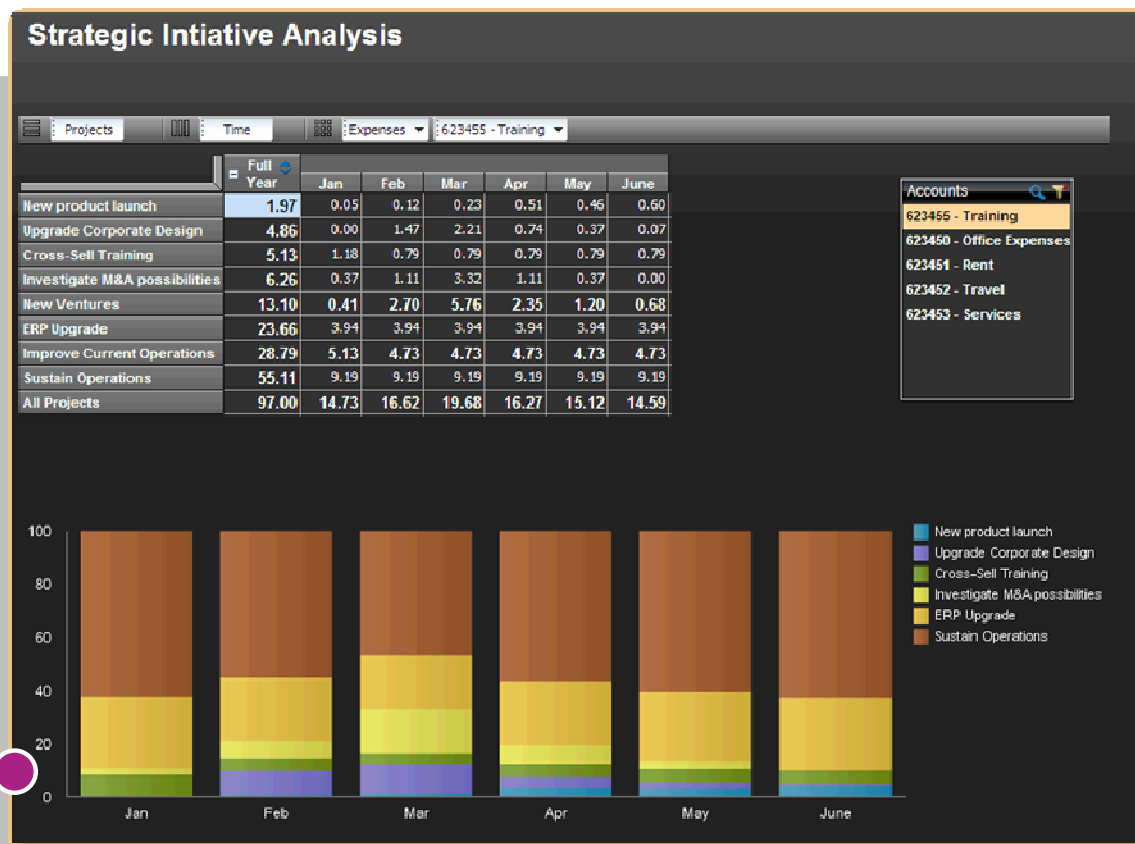 Strategic Intiative Analysis
Projects Time Expenses 623455 - Training
Full Year Jan Feb Mar Apr May June
New product launch 1.97 0.05 0.12 0.23 0.51 0.46 0.60
Upgrade Corporate Design 4.86 0.00 1.47 2.21 0.74 0.37 0.07
Cross-Sell Training 5.13 1.18 0.79 0.79 0.79 0.79 0.79
Investigate M&A possibilities 6.26 0.37 1.11 3.32 1.11 0.37 0.00
New Ventures 13.10 0.41 2.70 5.76 2.35 1.20 0.68
ERP Upgrade 23.66 3.94 3.94 3.94 3.94 3.94 3.94
Improve Current Operations 28.79 5.13 4.73 4.73 4.73 4.73 4.73
Sustain Operations 55.11 9.19 9.19 9.19 9.19 9.19 9.19
All Projects 97.00 14.73 16.62 19.68 16.27 15.12 14.59
Accounts
623455 - Training
623450 - Office Expenses
623451 - Rent
623452 - Travel
623453 - Services
100
80
60
40
20
0
Jan Feb Mar Apr May June
New product launch
Upgrade Corporate Design
Cross-Sell Training
Investigate M&A possibilities
ERP Upgrade
Sustain Operations